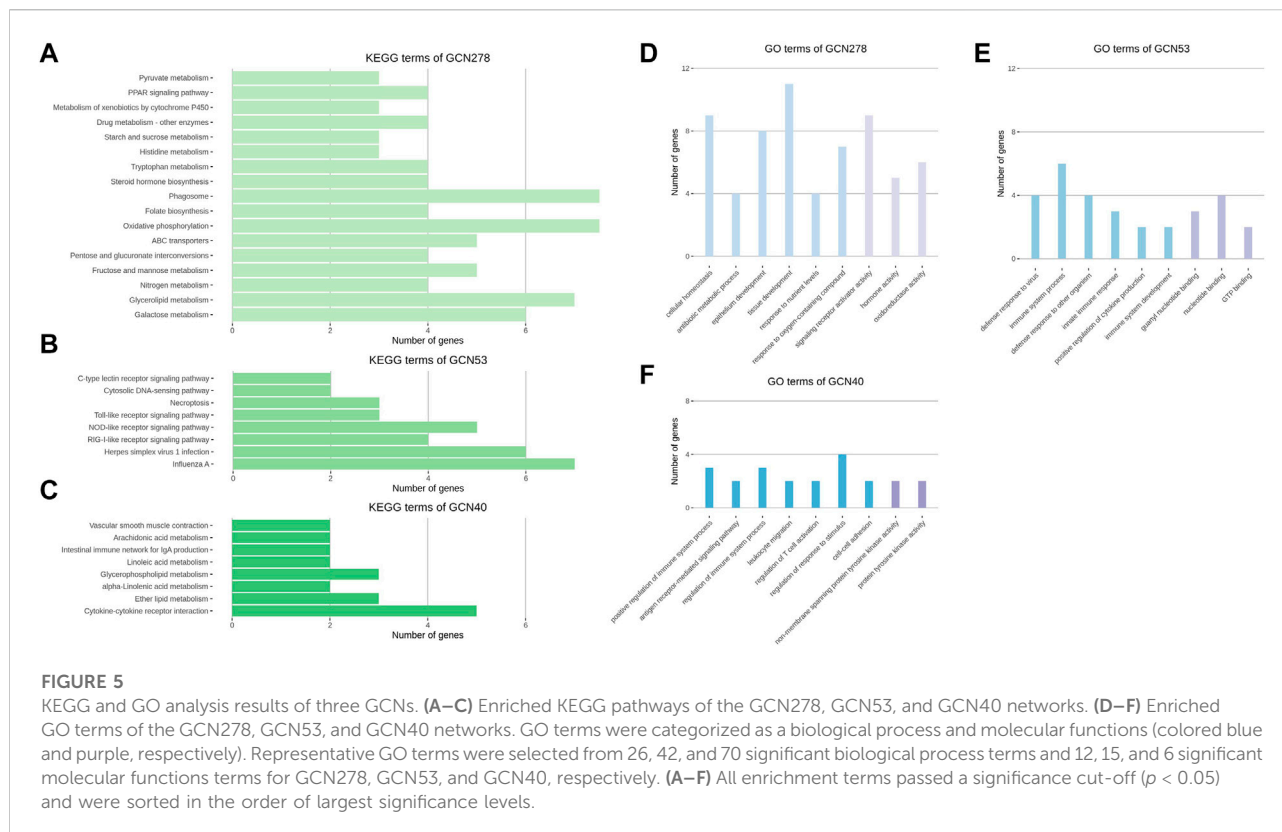 A
KEGG terms of GCN278
Pyruvate metabolism
PPAR signaling pathway
Metabolism of xenobiotics by cytochrome P450
Drug metabolism - other enzymes
Starch and sucrose metabolism
Histidine metabolism
Tryptophan metabolism
Steroid hormone biosynthesis
Phagosome
Folate biosynthesis
Oxidative phosphorylation
ABC transporters
Pentose and glucuronate interconversions
Fructose and mannose metabolism
Nitrogen metabolism
Glycerolipid metabolism
Galactose metabolism
0 2 4 6
Number of genes
B
KEGG terms of GCN53
C-type lectin receptor signaling pathway
Cytosolic DNA-sensing pathway
Necroptosis
Toll-like receptor signaling pathway
NOD-like receptor signaling pathway
RIG-I-like receptor signaling pathway
Herpes simplex virus 1 infection
Influenza A
0 2 4 6
Number of genes
C
KEGG terms of GCN40
Vascular smooth muscle contraction
Arachidonic acid metabolism
Intestinal immune network for IgA production
Linoleic acid metabolism
Glycerophospholipid metabolism
alpha-Linolenic acid metabolism
Ether lipid metabolism
Cytokine-cytokine receptor interaction
0 2 4 6
Number of genes
D
GO terms of GCN278
Number of genes
12
8
4
0
cellular homeostasis
antibiotic metabolic process
epithelium development
tissue development
response to nutrient levels
response to oxygen-containing compound
signaling receptor activator activity
hormone activity
oxidoreductase activity
E
GO terms of GCN53
Number of genes
12
8
4
0
defense response to virus
immune system process
defense response to other organism
innate immune response
positive regulation of cytokine production
immune system development
guanyl nucleotide binding
nucleotide binding
GTP binding
F
GO terms of GCN40
Number of genes
8
4
0
positive regulation of immune system process
antigen receptor-mediated signaling pathway
regulation of immune system process
leukocyte migration
regulation of T cell activation
regulation of response to stimulus
cell-cell adhesion
non-membrane spanning protein tyrosine kinase activity
protein tyrosine kinase activity
FIGURE 5
KEGG and GO analysis results of three GCNs. (A–C) Enriched KEGG pathways of the GCN278, GCN53, and GCN40 networks. (D–F) Enriched
GO terms of the GCN278, GCN53, and GCN40 networks. GO terms were categorized as a biological process and molecular functions (colored blue
and purple, respectively). Representative GO terms were selected from 26, 42, and 70 significant biological process terms and 12, 15, and 6 significant
molecular functions terms for GCN278, GCN53, and GCN40, respectively. (A–F) All enrichment terms passed a significance cut-off (p < 0.05)
and were sorted in the order of largest significance levels.